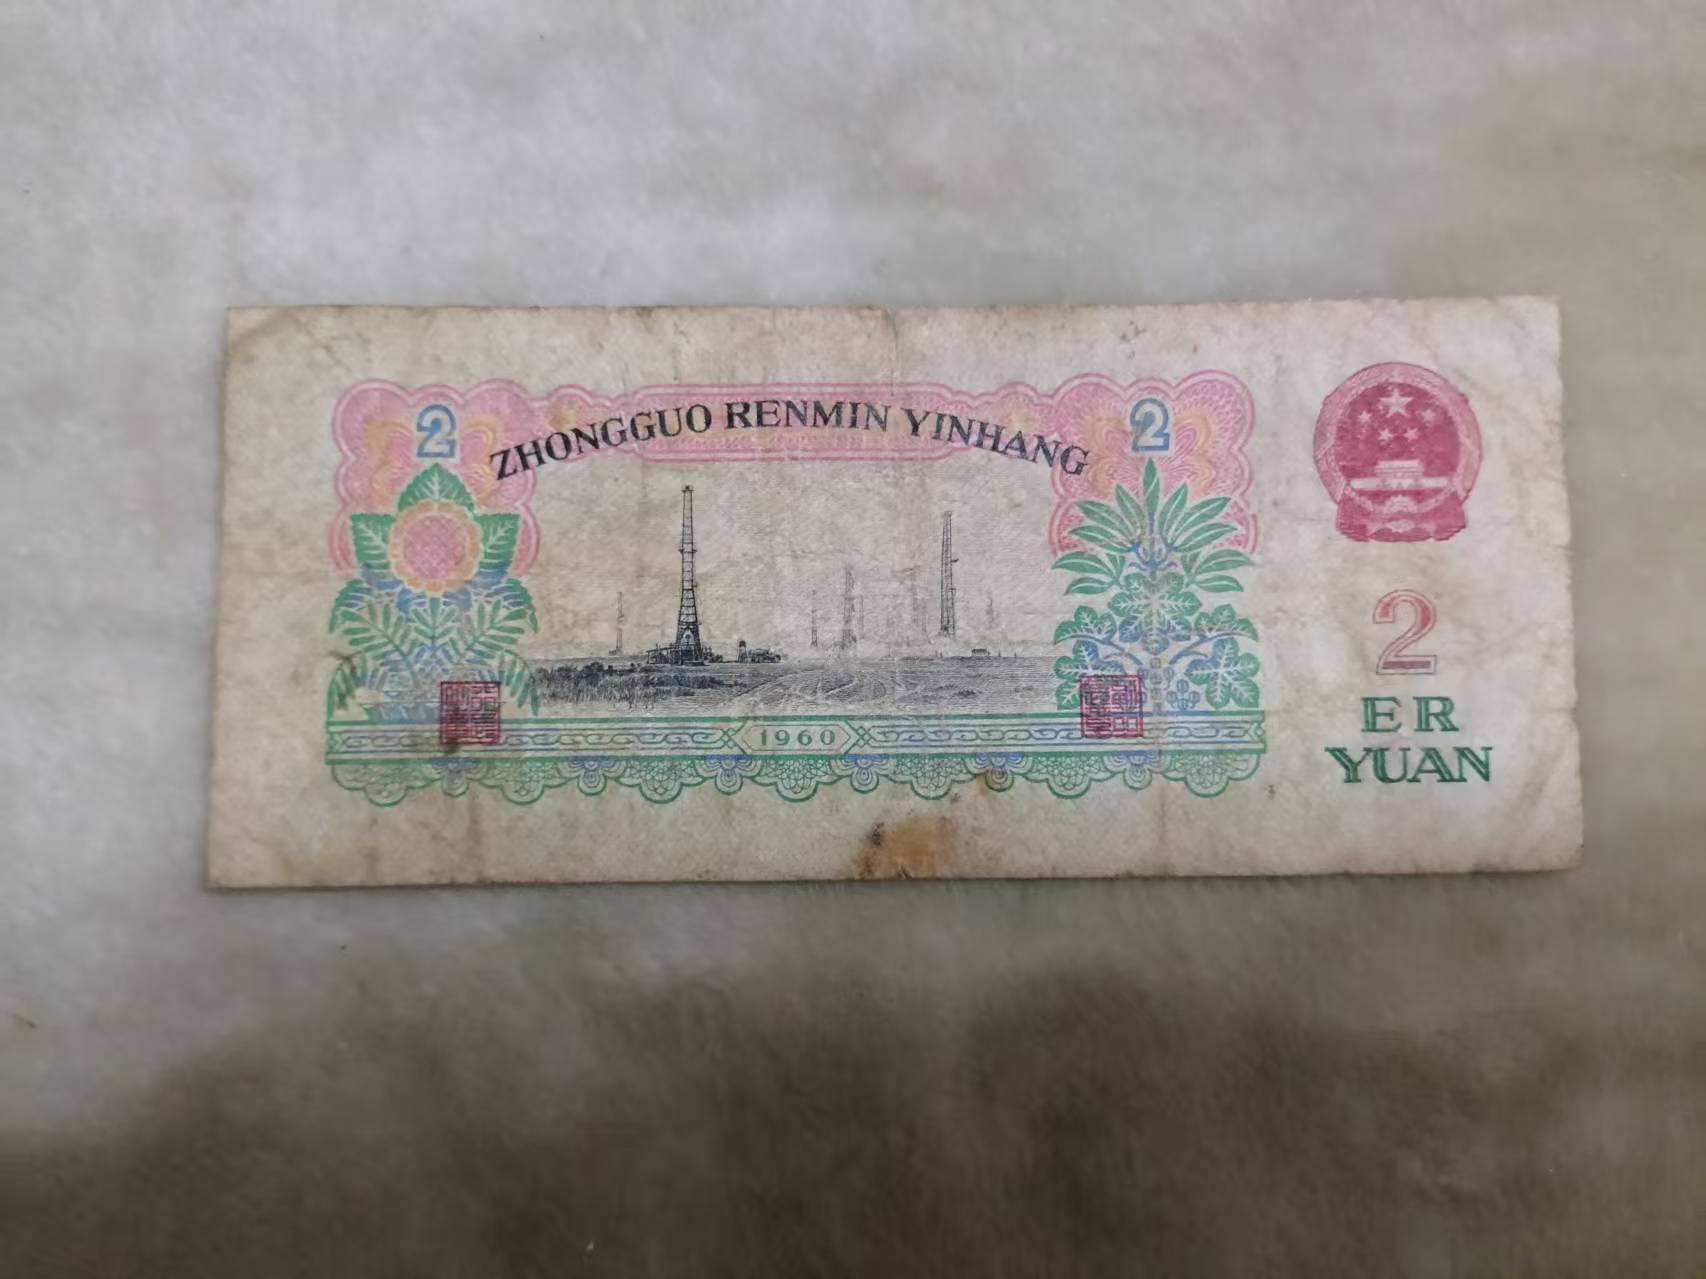 2
ZHONGGUO RENMIN YINHANG
2
1960
2
ER
YUAN